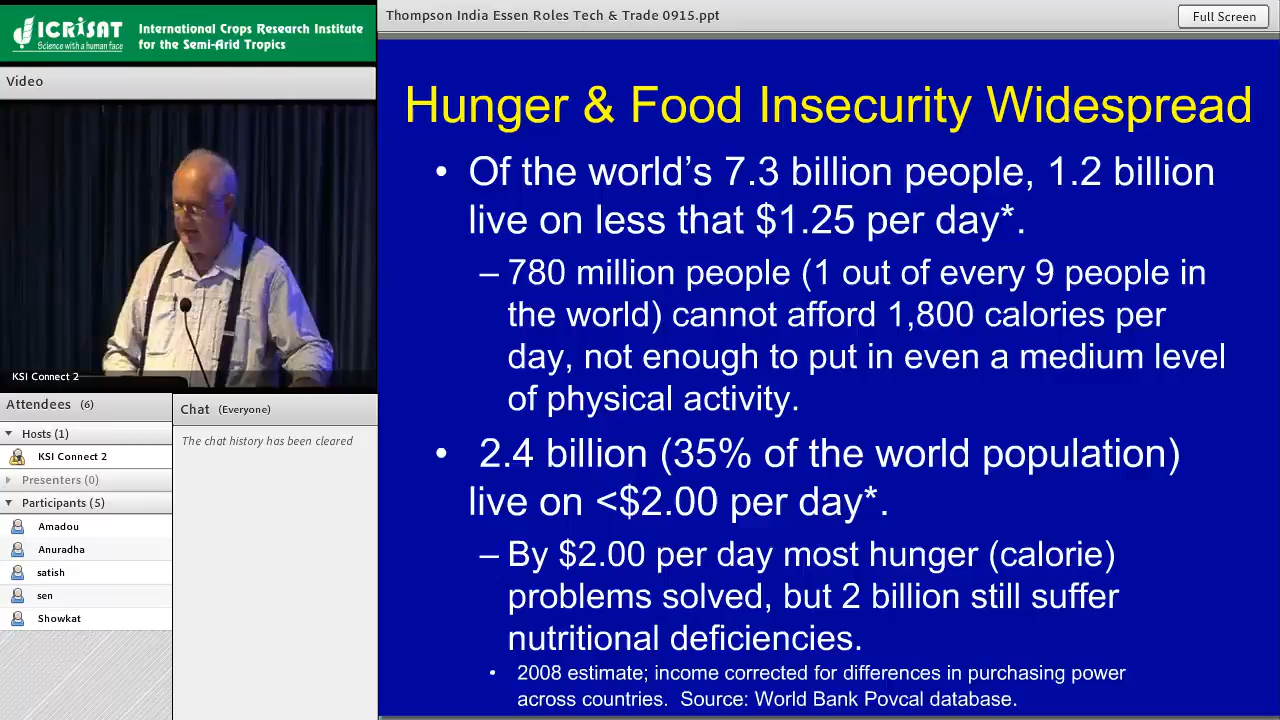 ICRISAT
Science with a human face
International Crops Research Institute
for the Semi-Arid Tropics
Video
KSI Connect 2
Attendees (6)
Hosts (1)
KSI Connect 2
Presenters (0)
Participants (5)
Amadou
Anuradha
satish
sen
Showkat
Chat (Everyone)
The chat history has been cleared
Thompson India Essen Roles Tech & Trade 0915.ppt
Full Screen
Hunger & Food Insecurity Widespread
• Of the world's 7.3 billion people, 1.2 billion
live on less that $1.25 per day*.
– 780 million people (1 out of every 9 people in
the world) cannot afford 1,800 calories per
day, not enough to put in even a medium level
of physical activity.
• 2.4 billion (35% of the world population)
live on <$2.00 per day*.
– By $2.00 per day most hunger (calorie)
problems solved, but 2 billion still suffer
nutritional deficiencies.
• 2008 estimate; income corrected for differences in purchasing power
across countries. Source: World Bank Povcal database.